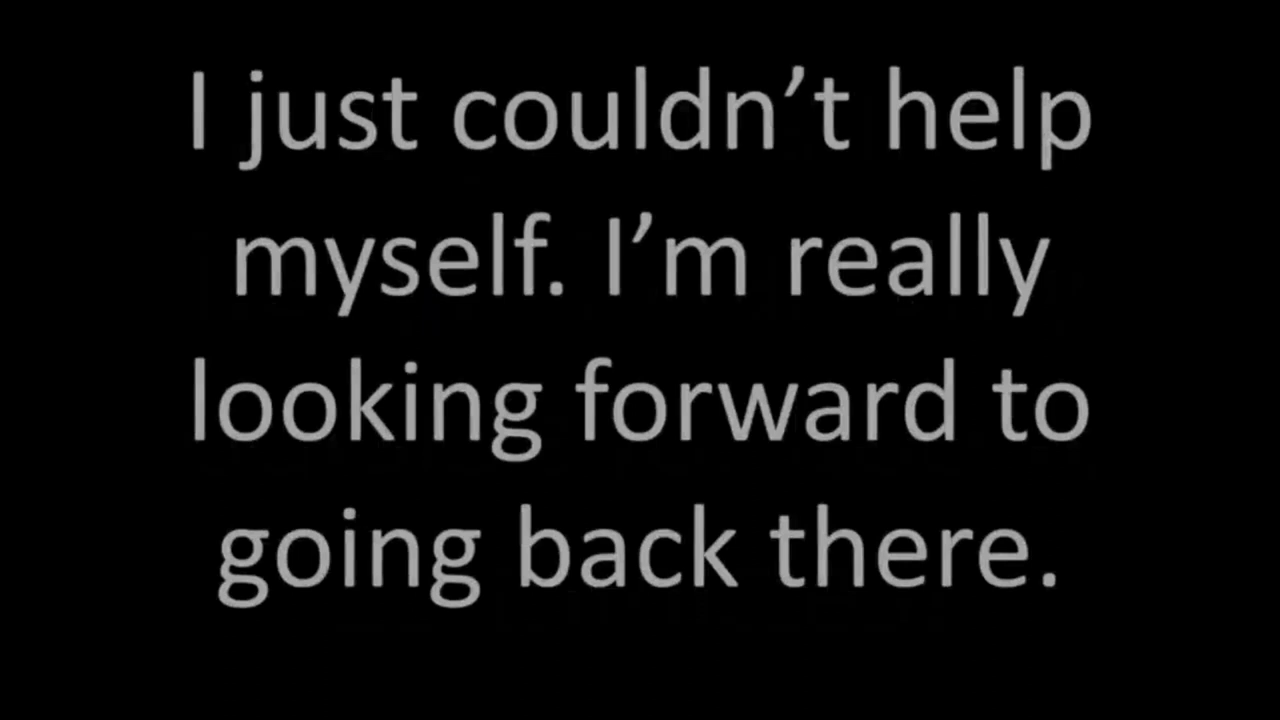 I just couldn’t help
myself. I’m really
looking forward to
going back there.